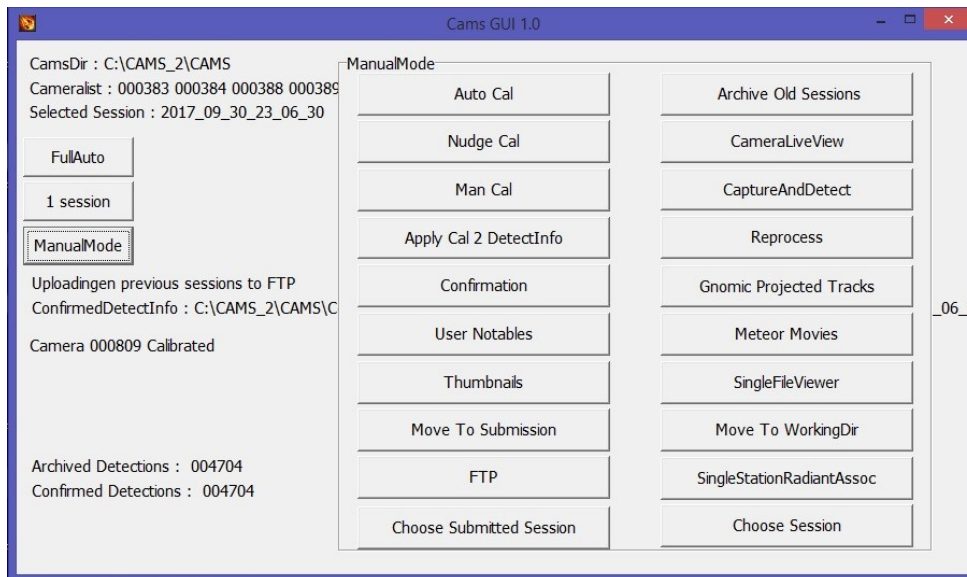 Cams GUI 1.0
CamsDir : C:\CAMS_2\CAMS
Cameralist : 000383 000384 000388 000389
Selected Session : 2017_09_30_23_06_30
FullAuto
1 session
ManualMode
Uploadingen previous sessions to FTP
ConfirmedDetectInfo : C:\CAMS_2\CAMS\C
_06_
Camera 000809 Calibrated
Archived Detections : 004704
Confirmed Detections : 004704
ManualMode
Auto Cal
Nudge Cal
Man Cal
Apply Cal 2 DetectInfo
Confirmation
User Notables
Thumbnails
Move To Submission
FTP
Choose Submitted Session
Archive Old Sessions
CameraLiveView
CaptureAndDetect
Reprocess
Gnomic Projected Tracks
Meteor Movies
SingleFileViewer
Move To WorkingDir
SingleStationRadiantAssoc
Choose Session